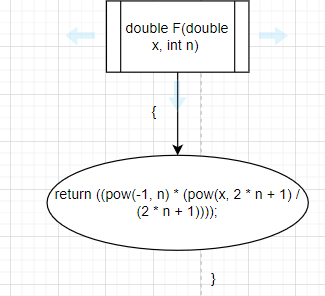 double F(double
x, int n)
{
return ((pow(-1, n) * (pow(x, 2 * n + 1) /
(2 * n + 1))));
}